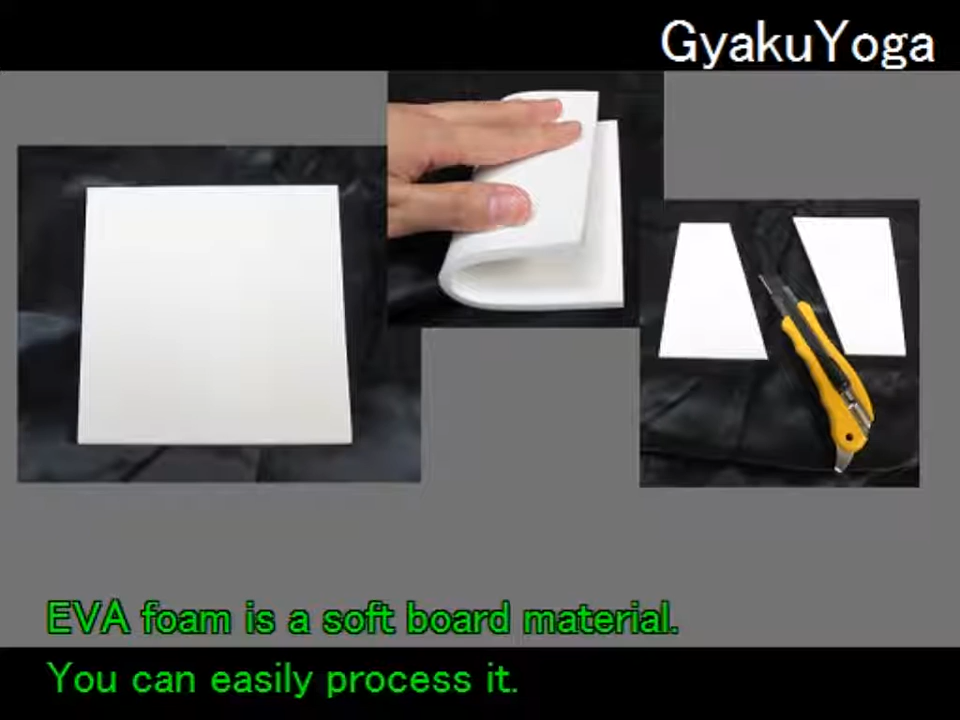 GyakuYoga
EVA foam is a soft board material.
You can easily process it.